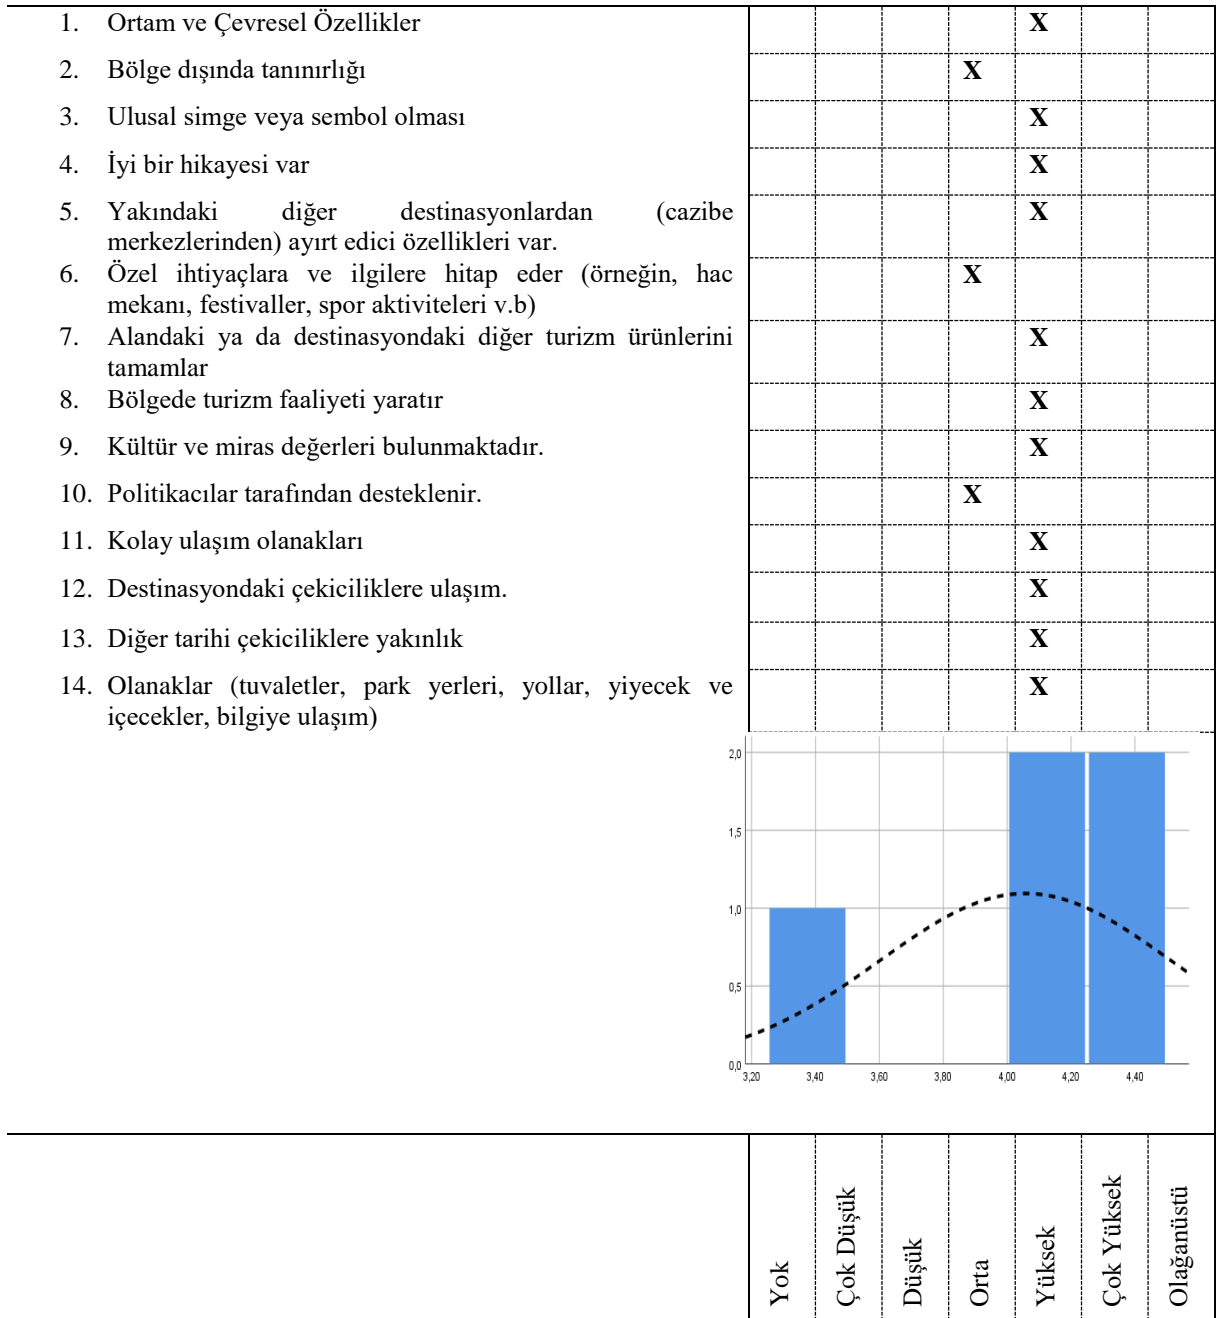 1. Ortam ve Çevresel Özellikler X
2. Bölge dışında tanınırlığı X
3. Ulusal simge veya sembol olması X
4. İyi bir hikayesi var X
5. Yakındaki diğer destinasyonlardan (cazibe X
merkezlerinden) ayırt edici özellikleri var.
6. Özel ihtiyaçlara ve ilgilere hitap eder (örneğin, hac X
mekanı, festivaller, spor aktiviteleri v.b)
7. Alandaki ya da destinasyondaki diğer turizm ürünlerini X
tamamlar
8. Bölgede turizm faaliyeti yaratır X
9. Kültür ve miras değerleri bulunmaktadır. X
10. Politikacılar tarafından desteklenir. X
11. Kolay ulaşım olanakları X
12. Destinasyondaki çekiciliklere ulaşım. X
13. Diğer tarihi çekiciliklere yakınlık X
14. Olanaklar (tuvaletler, park yerleri, yollar, yiyecek ve X
içecekler, bilgiye ulaşım)
2,0
1,5
1,0
0,5
0,0
3,20 3,40 3,60 3,80 4,00 4,20 4,40
Yok
Çok Düşük
Düşük
Orta
Yüksek
Çok Yüksek
Olağanüstü